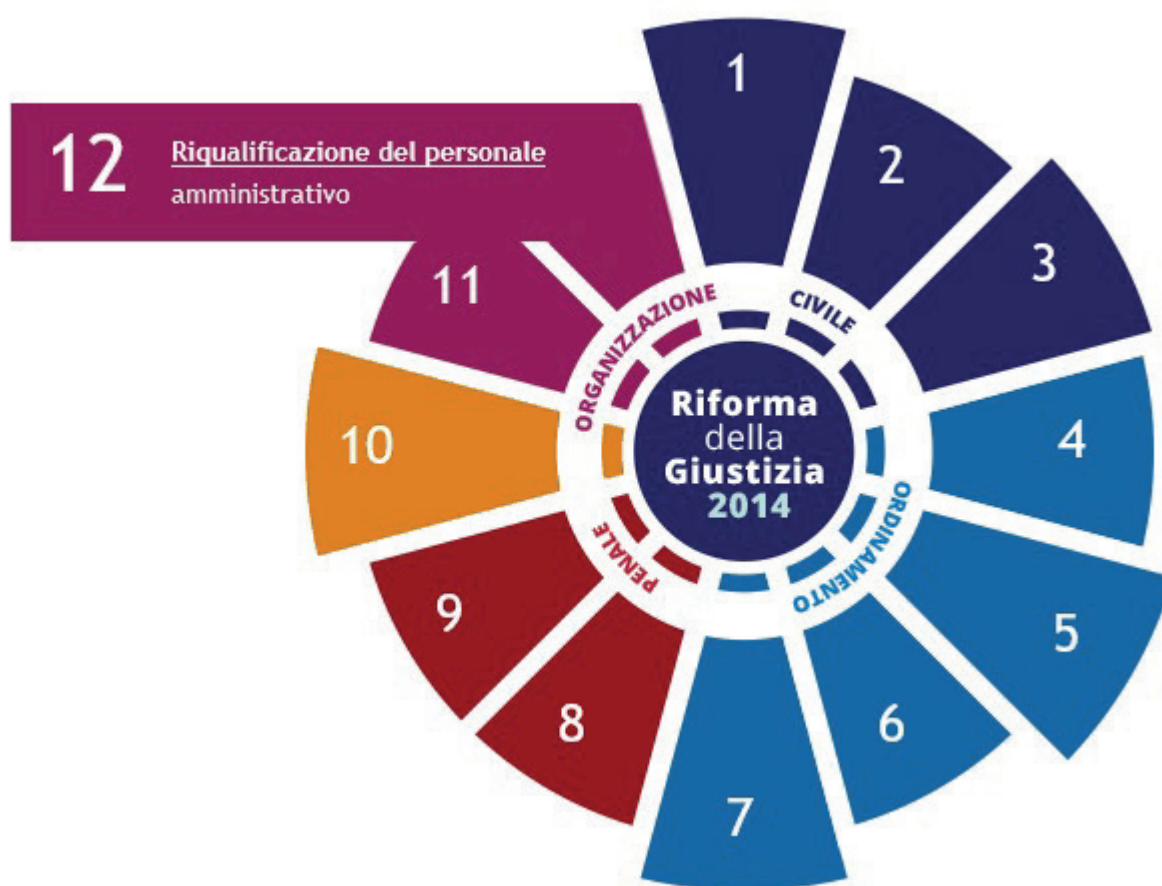 1
2
3
4
5
6
7
8
9
10
11
12
Riqualificazione del personale
amministrativo
ORGANIZZAZIONE
CIVILE
ORDINAMENTO
PENALE
Riforma
della
Giustizia
2014